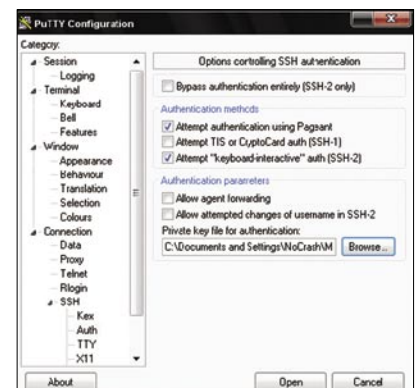 PuTTY Configuration
Category:
Session
Logging
Terminal
Keyboard
Bell
Features
Window
Appearance
Behaviour
Translation
Selection
Colours
Connection
Data
Proxy
Telnet
Rlogin
SSH
Kex
Auth
TTY
X11
Options controlling SSH authentication
Bypass authentication entirely (SSH-2 only)
Authentication methods
Attempt authentication using Pageant
Attempt TIS or CryptoCard auth (SSH-1)
Attempt "keyboard-interactive" auth (SSH-2)
Authentication parameters
Allow agent forwarding
Allow attempted changes of username in SSH-2
Private key file for authentication:
C:\Documents and Settings\NoCrash\M
Browse...
About
Open
Cancel